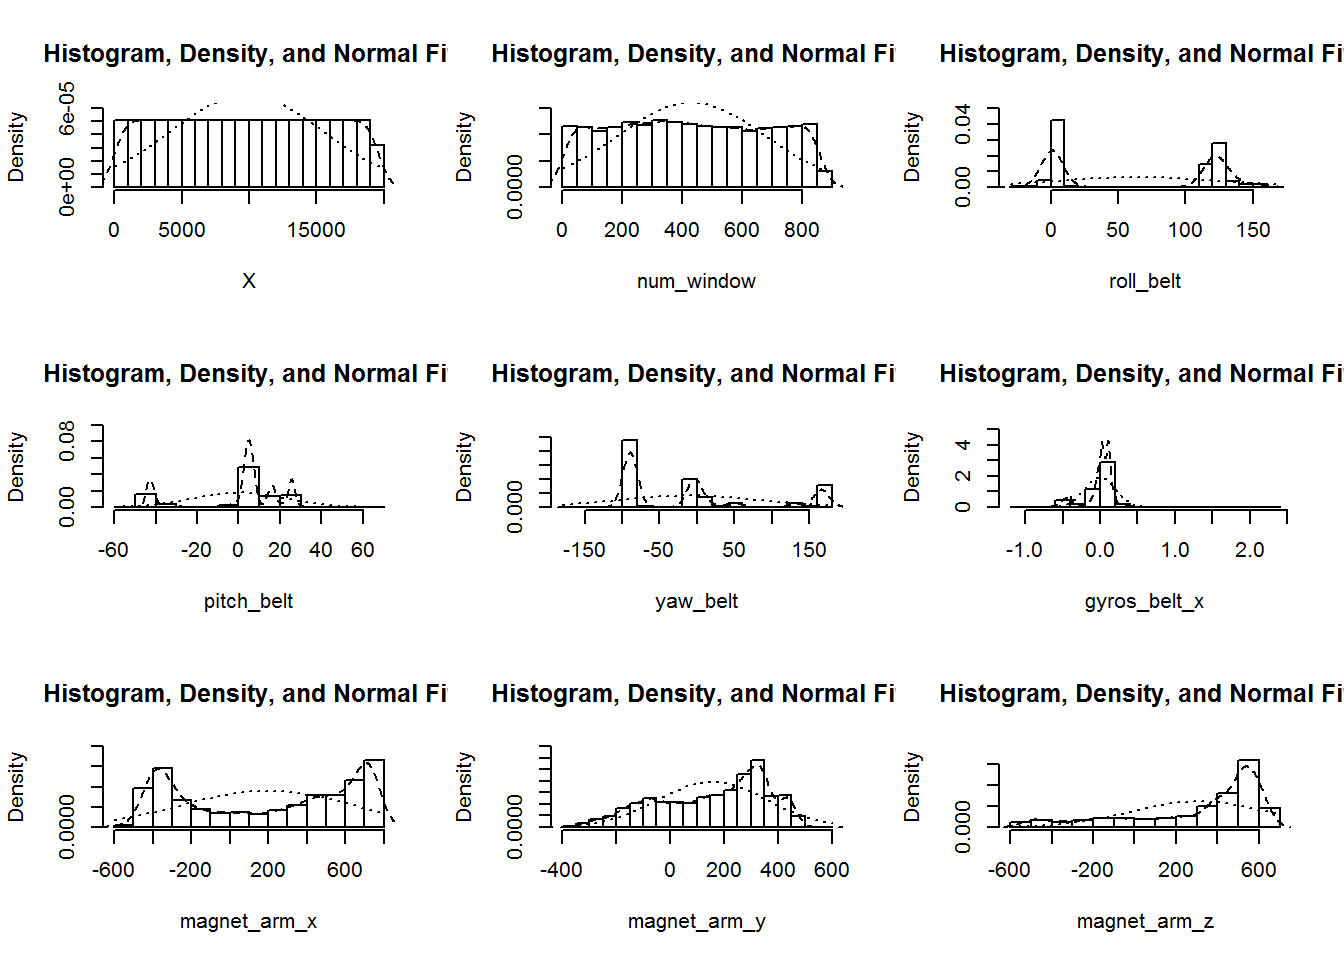 Histogram, Density, and Normal Fi
Density
0e+00 6e-05
0 5000 15000
X
Histogram, Density, and Normal Fi
Density
0.0000
0 200 400 600 800
num_window
Histogram, Density, and Normal Fi
Density
0.00 0.04
0 50 100 150
roll_belt
Histogram, Density, and Normal Fi
Density
0.00 0.08
-60 -20 0 20 40 60
pitch_belt
Histogram, Density, and Normal Fi
Density
0.000
-150 -50 50 150
yaw_belt
Histogram, Density, and Normal Fi
Density
0 2 4
-1.0 0.0 1.0 2.0
gyros_belt_x
Histogram, Density, and Normal Fi
Density
0.0000
-600 -200 200 600
magnet_arm_x
Histogram, Density, and Normal Fi
Density
0.0000
-400 0 200 400 600
magnet_arm_y
Histogram, Density, and Normal Fi
Density
0.000
-600 -200 200 600
magnet_arm_z